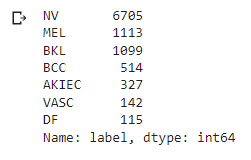 NV 6705
MEL 1113
BKL 1099
BCC 514
AKIEC 327
VASC 142
DF 115
Name: label, dtype: int64